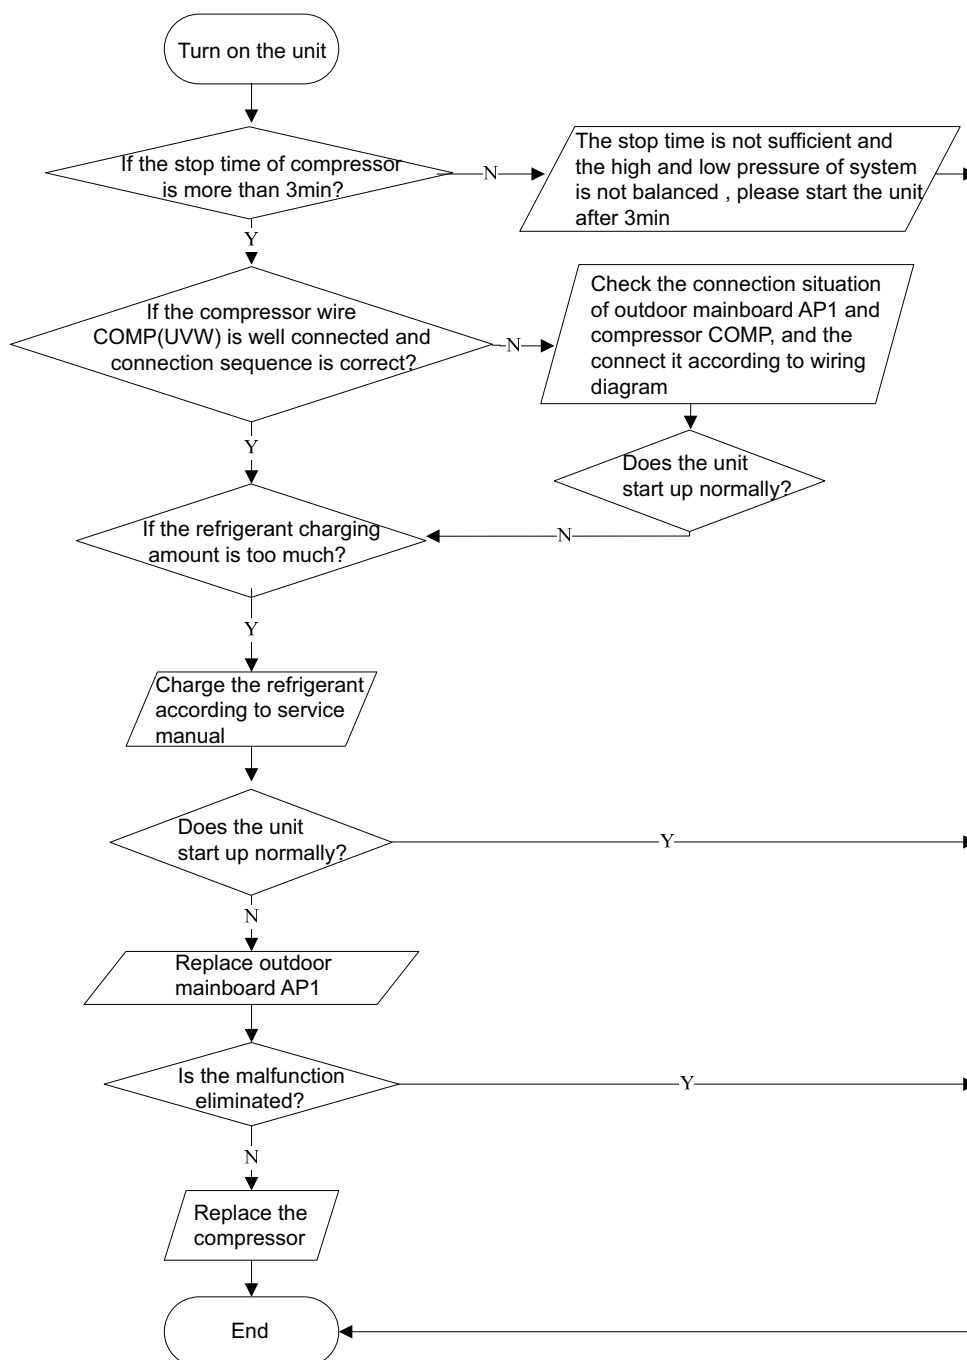 Turn on the unit
If the stop time of compressor
is more than 3min?
N
The stop time is not sufficient and
the high and low pressure of system
is not balanced , please start the unit
after 3min
Y
If the compressor wire
COMP(UVW) is well connected and
connection sequence is correct?
N
Check the connection situation
of outdoor mainboard AP1 and
compressor COMP, and the
connect it according to wiring
diagram
Y
Does the unit
start up normally?
If the refrigerant charging
amount is too much?
N
Y
Charge the refrigerant
according to service
manual
Does the unit
start up normally?
Y
N
Replace outdoor
mainboard AP1
Is the malfunction
eliminated?
Y
N
Replace the
compressor
End